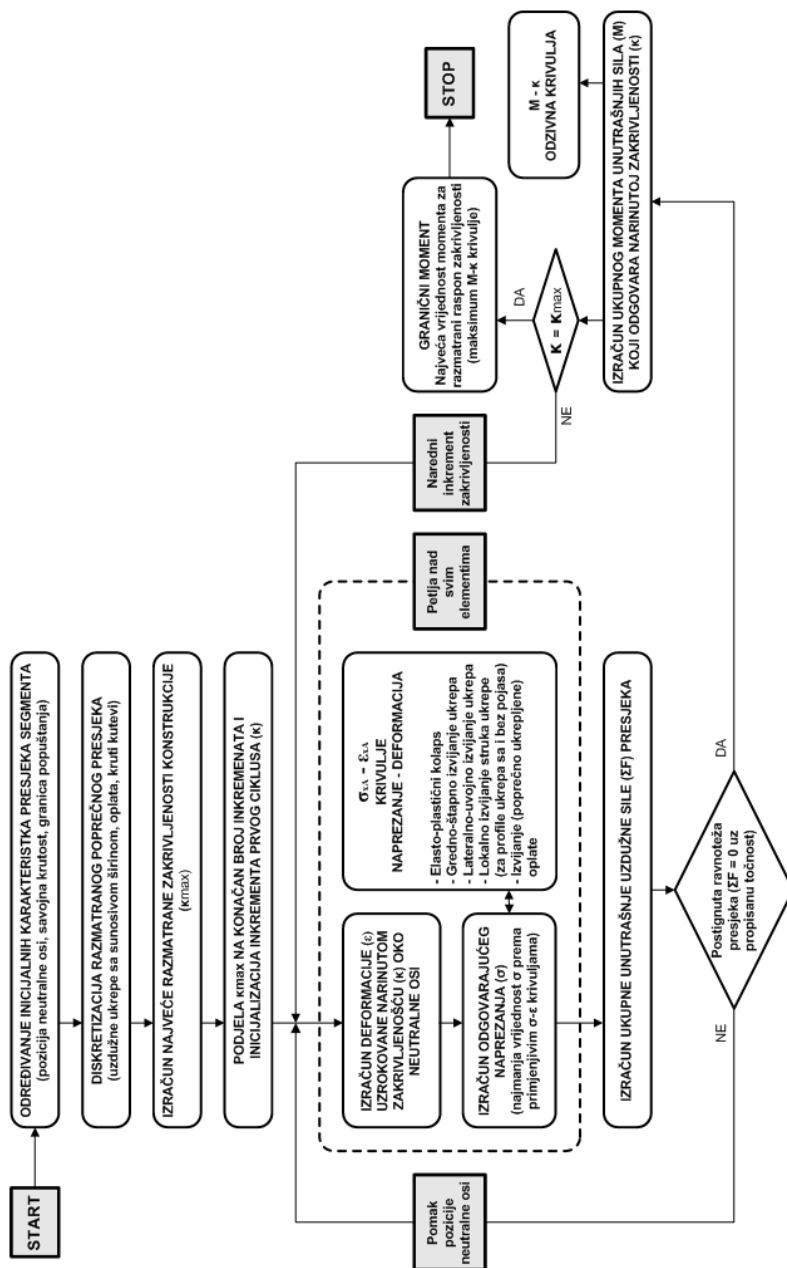 START
ODREĐIVANJE INICIJALNIH KARAKTERISTKA PRESJEKA SEGMENTA
(pozicija neutralne osi, savojna krutost, granica popuštanja)
DISKRETIZACIJA RAZMATRANOG POPREČNOG PRESJEKA
(uzdužne ukrepe sa sunosivom širinom, oplata, kruti kutevi)
IZRAČUN NAJVEĆE RAZMATRANE ZAKRIVLJENOSTI KONSTRUKCIJE
(κmax)
PODJELA κmax NA KONAČAN BROJ INKREMENATA I
INICIJALIZACIJA INKREMENTA PRVOG CIKLUSA (κ)
Pomak
pozicije
neutralne osi
IZRAČUN DEFORMACIJE (ε)
UZROKOVANE NARINUTOM
ZAKRIVLJENOŠĆU (κ) OKO
NEUTRALNE OSI
IZRAČUN ODGOVARAJUĆEG
NAPREZANJA (σ)
(najmanja vrijednost σ prema
primjenjivim σ-ε krivuljama)
KRIVULJE
NAPREZANJE - DEFORMACIJA
- Elasto-plastični kolaps
- Gredno-štapno izvijanje ukrepa
- Lateralno-uvojno izvijanje ukrepa
- Lokalno izvijanje struka ukrepe
(za profile ukrepa sa i bez pojasa)
- Izvijanje (poprečno ukrepljene)
oplate
Petlja nad
svim
elementima
IZRAČUN UKUPNE UNUTRAŠNJE UZDUŽNE SILE (ΣF) PRESJEKA
Postignuta ravnoteža
presjeka (ΣF = 0 uz
propisanu točnost)
NE
DA
Naredni
inkrement
zakrivljenosti
GRANIČNI MOMENT
Najveća vrijednost momenta za
razmatrani raspon zakrivljenosti
(maksimum M-κ krivulje)
STOP
DA
κ = κmax
NE
M - κ
ODZIVNA KRIVULJA
IZRAČUN UKUPNOG MOMENTA UNUTRAŠNJIH SILA (M)
KOJI ODGOVARA NARINUTOJ ZAKRIVLJENOSTI (κ)